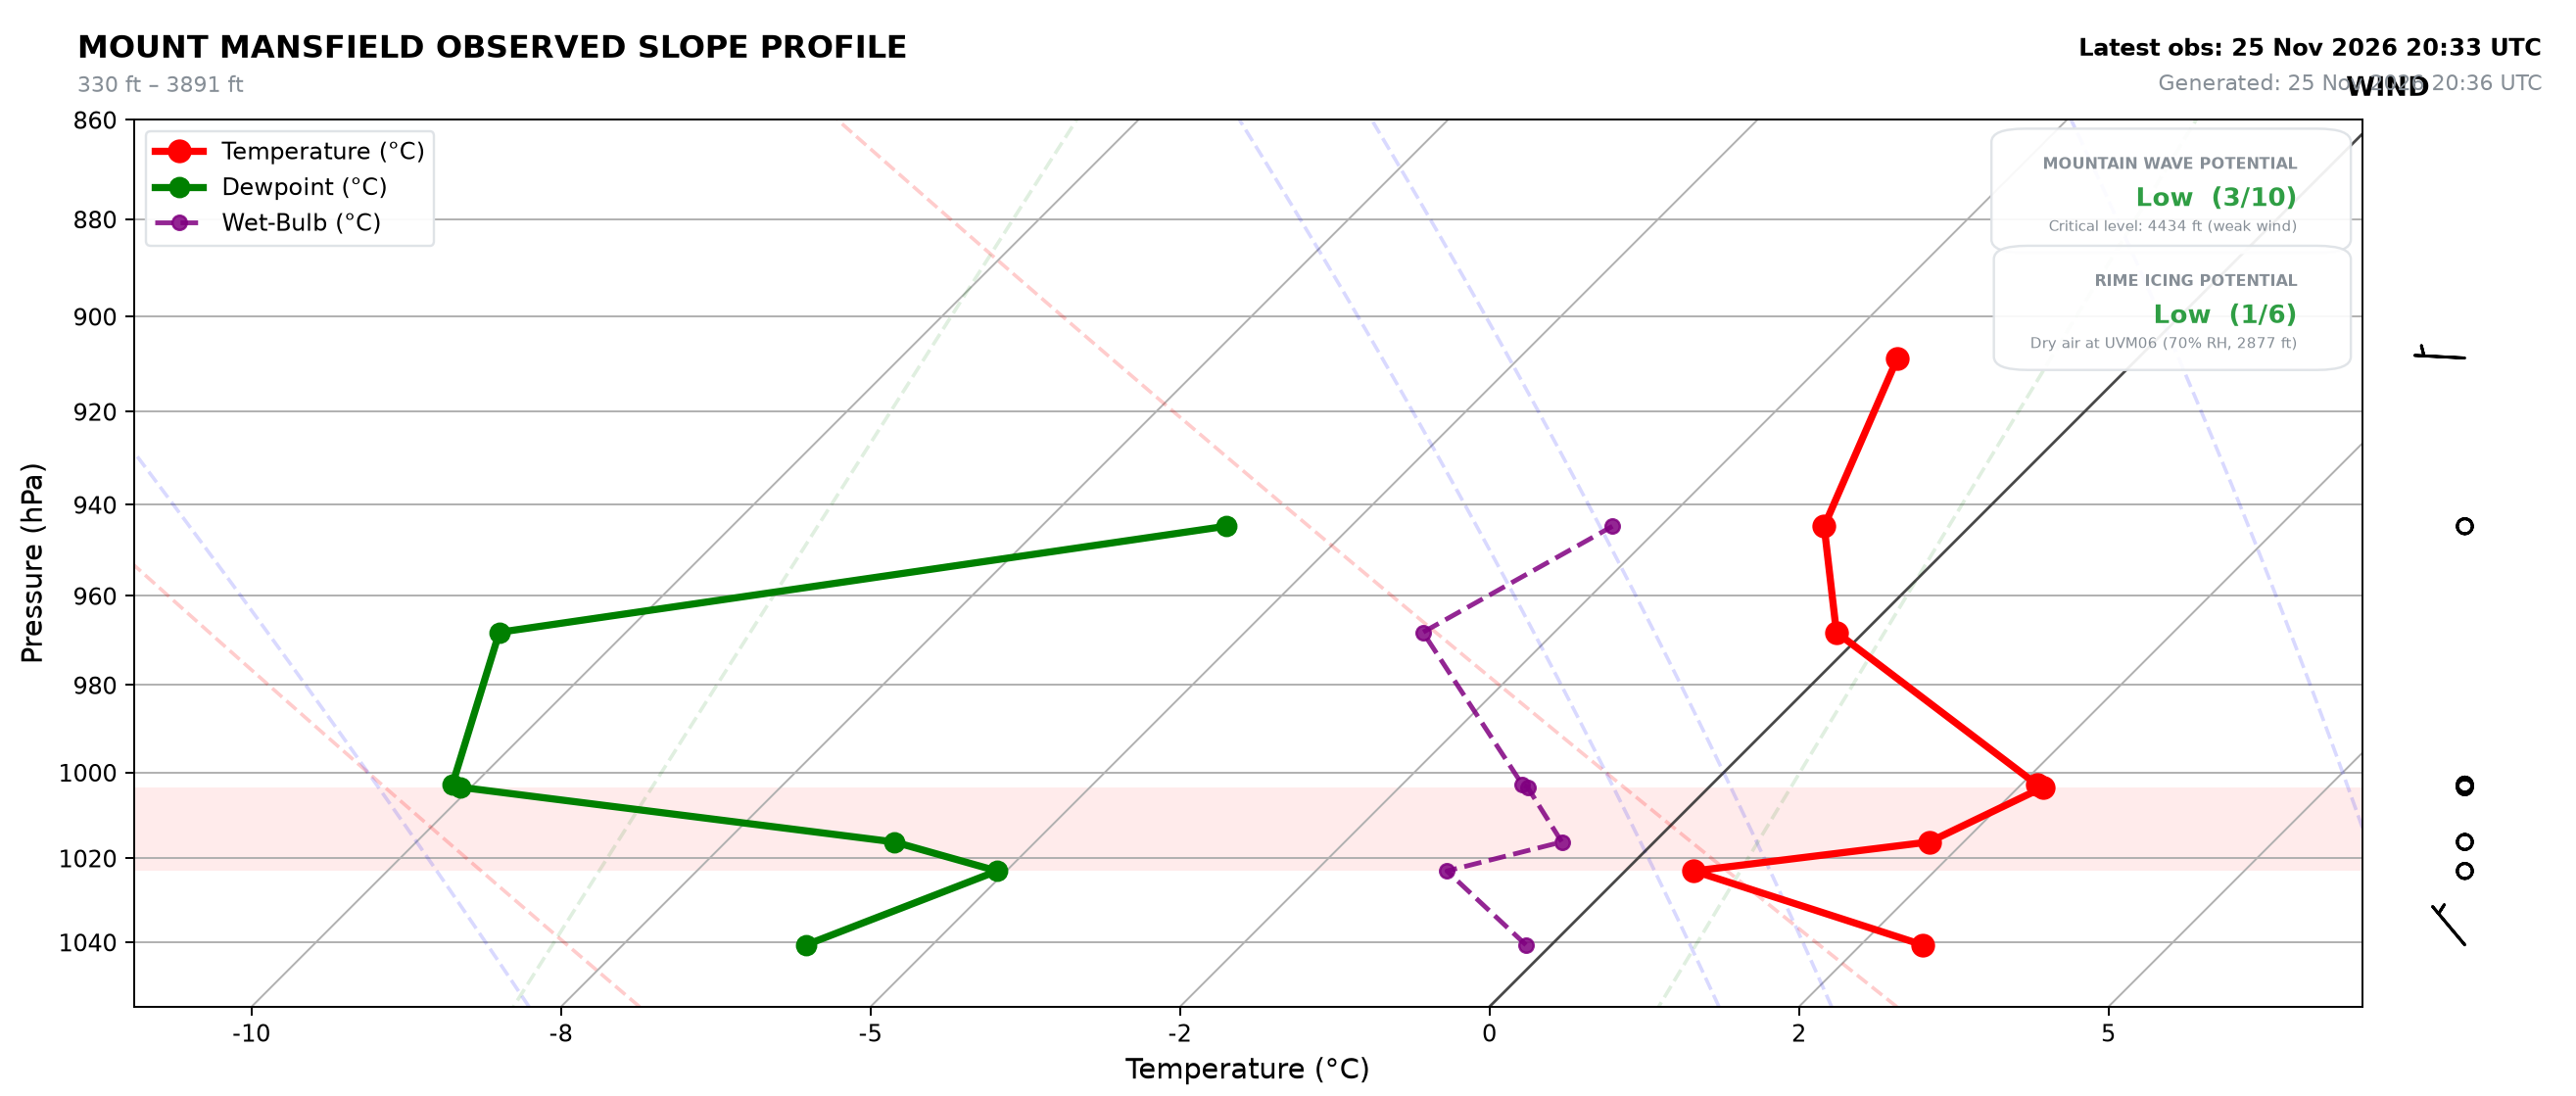 MOUNT MANSFIELD OBSERVED SLOPE PROFILE
330 ft – 3891 ft
Latest obs: 25 Nov 2026 20:33 UTC
Generated: 25 Nov 2026 20:36 UTC
WIND
Temperature (°C)
Dewpoint (°C)
Wet-Bulb (°C)
MOUNTAIN WAVE POTENTIAL
Low (3/10)
Critical level: 4434 ft (weak wind)
RIME ICING POTENTIAL
Low (1/6)
Dry air at UVM06 (70% RH, 2877 ft)
Pressure (hPa)
860
880
900
920
940
960
980
1000
1020
1040
-10 -8 -5 -2 0 2 5
Temperature (°C)